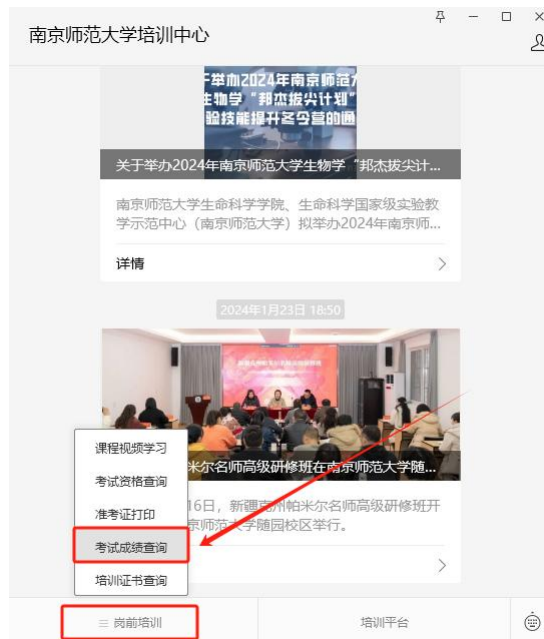 南京师范大学培训中心
于举办2024年南京师范大
生物学“邦杰拔尖计划”
验技能提升冬令营的通
关于举办2024年南京师范大学生物学“邦杰拔尖计...
南京师范大学生命科学学院、生命科学国家级实验教
学示范中心（南京师范大学）拟举办2024年南京师...
详情
2024年1月23日 18:50
米尔名师高级研修班在南京师范大学随...
16日，新疆克州帕米尔名师高级研修班开
京师范大学随园校区举行。
课程视频学习
考试资格查询
准考证打印
考试成绩查询
培训证书查询
岗前培训
培训平台